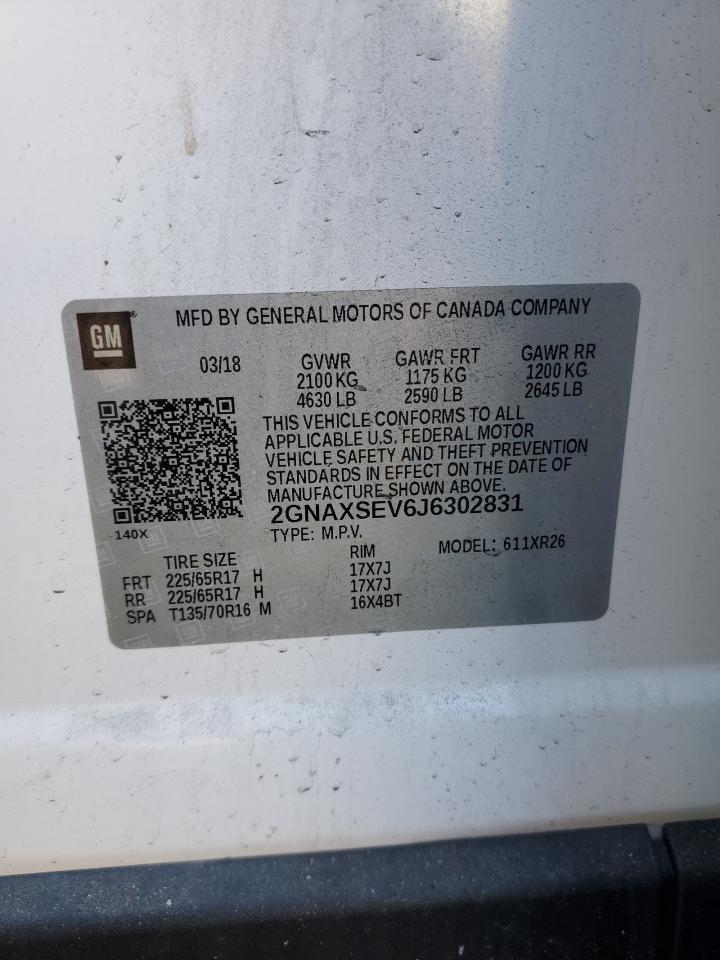 GM ®
MFD BY GENERAL MOTORS OF CANADA COMPANY
03/18 GVWR GAWR FRT GAWR RR
2100 KG 1175 KG 1200 KG
4630 LB 2590 LB 2645 LB
THIS VEHICLE CONFORMS TO ALL
APPLICABLE U.S. FEDERAL MOTOR
VEHICLE SAFETY AND THEFT PREVENTION
STANDARDS IN EFFECT ON THE DATE OF
MANUFACTURE SHOWN ABOVE.
2GNAXSEV6J6302831
140X
TYPE: M.P.V. MODEL: 611XR26
TIRE SIZE RIM
FRT 225/65R17 H 17X7J
RR 225/65R17 H 17X7J
SPA T135/70R16 M 16X4BT